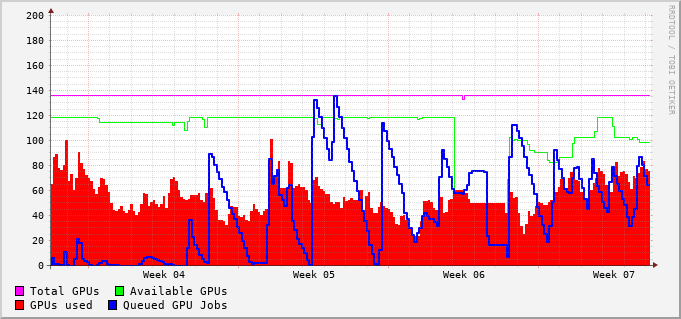 200
180
160
140
120
100
80
60
40
20
0
Week 04 Week 05 Week 06 Week 07
Total GPUs Available GPUs
GPUs used Queued GPU Jobs
RRDTOOL / TOBI OETIKER